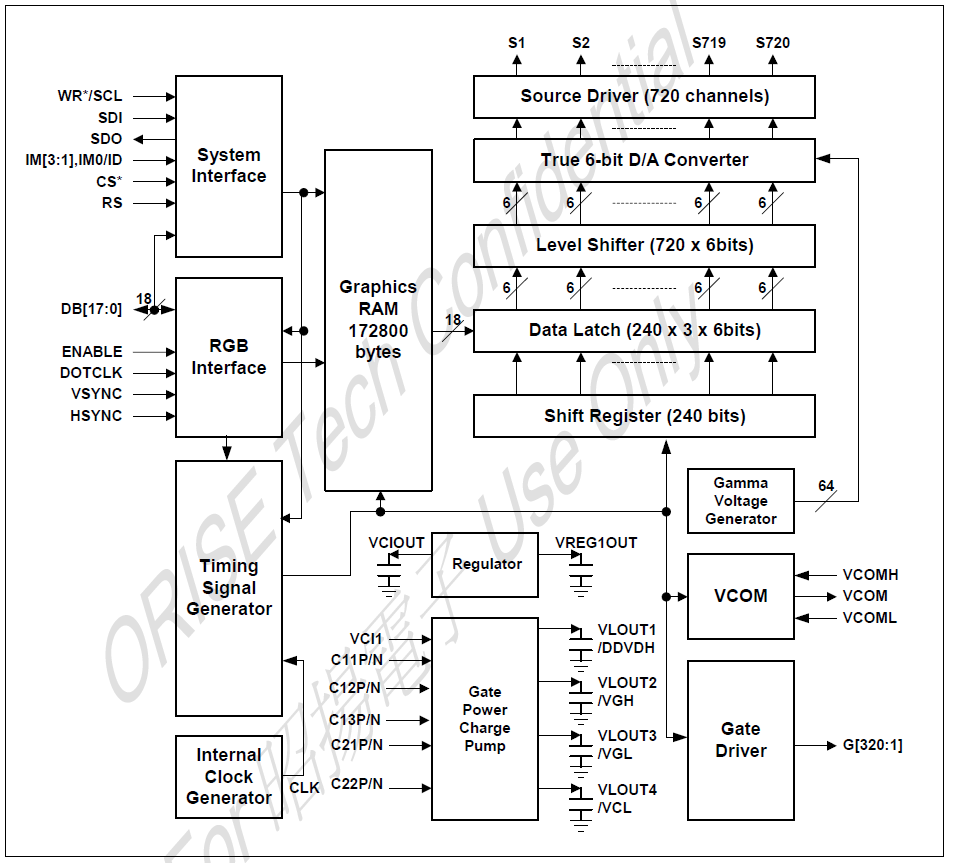 S1
S2
S719
S720
Source Driver (720 channels)
True 6-bit D/A Converter
6
6
6
6
Level Shifter (720 x 6bits)
6
6
6
6
Data Latch (240 x 3 x 6bits)
Shift Register (240 bits)
WR*/SCL
SDI
SDO
IM[3:1],IM0/ID
CS*
RS
System
Interface
DB[17:0]
18
ENABLE
DOTCLK
VSYNC
HSYNC
RGB
Interface
Graphics
RAM
172800
bytes
18
Gamma
Voltage
Generator
64
Timing
Signal
Generator
VCIOUT
Regulator
VREG1OUT
VCOM
VCOMH
VCOM
VCOML
VCI1
C11P/N
C12P/N
C13P/N
C21P/N
C22P/N
Gate
Power
Charge
Pump
VLOUT1
/DDVDH
VLOUT2
/VGH
VLOUT3
/VGL
VLOUT4
/VCL
Gate
Driver
G[320:1]
Internal
Clock
Generator
CLK
ORISE Tech Confidential
For 昭揚電子 Use Only